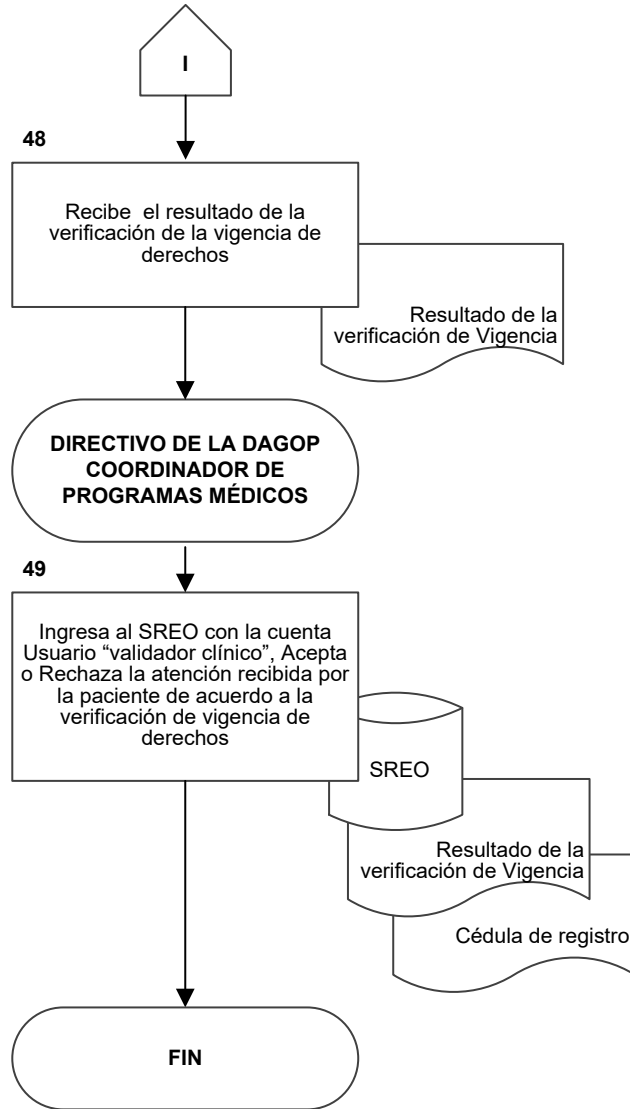 I
48
Recibe el resultado de la
verificación de la vigencia de
derechos
Resultado de la
verificación de Vigencia
DIRECTIVO DE LA DAGOP
COORDINADOR DE
PROGRAMAS MÉDICOS
49
Ingresa al SREO con la cuenta
Usuario “validador clínico”, Acepta
o Rechaza la atención recibida por
la paciente de acuerdo a la
verificación de vigencia de
derechos
SREO
Resultado de la
verificación de Vigencia
Cédula de registro
FIN